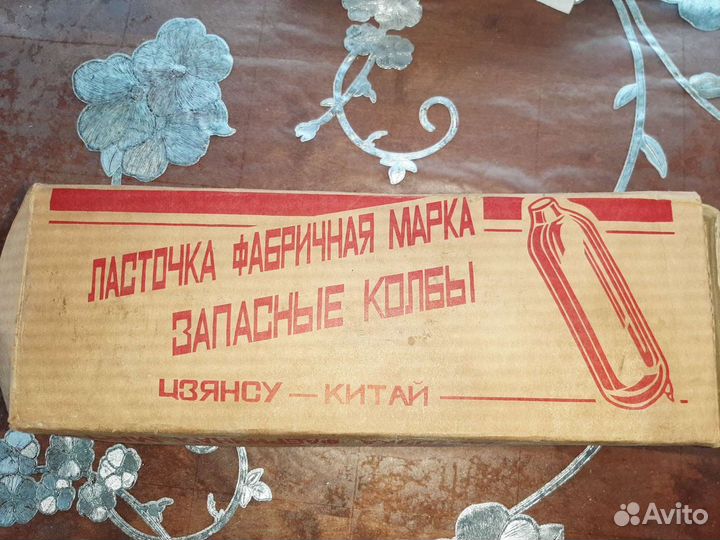 ЛАСТОЧКА ФАБРИЧНАЯ МАРКА
ЗАПАСНЫЕ КОЛБЫ
ЦЗЯНСУ — КИТАЙ
Avito